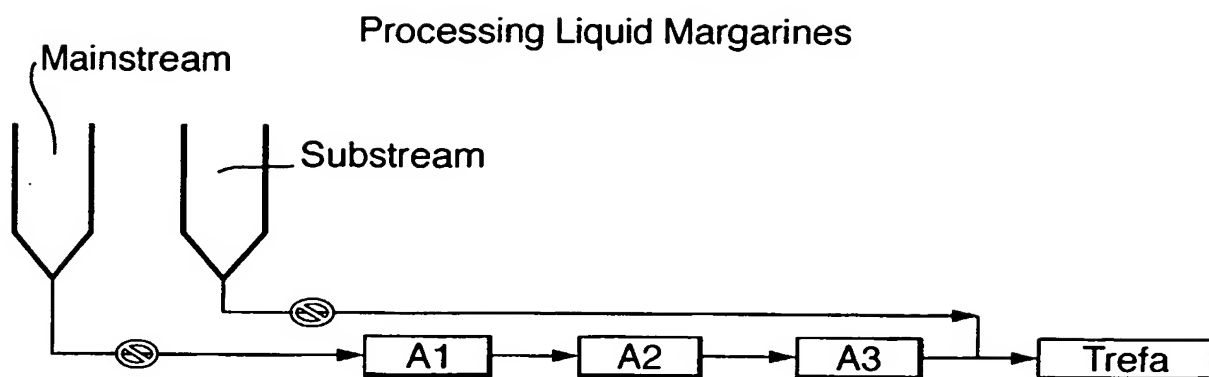 Processing Liquid Margarines
Mainstream
Substream
A1
A2
A3
Trefa